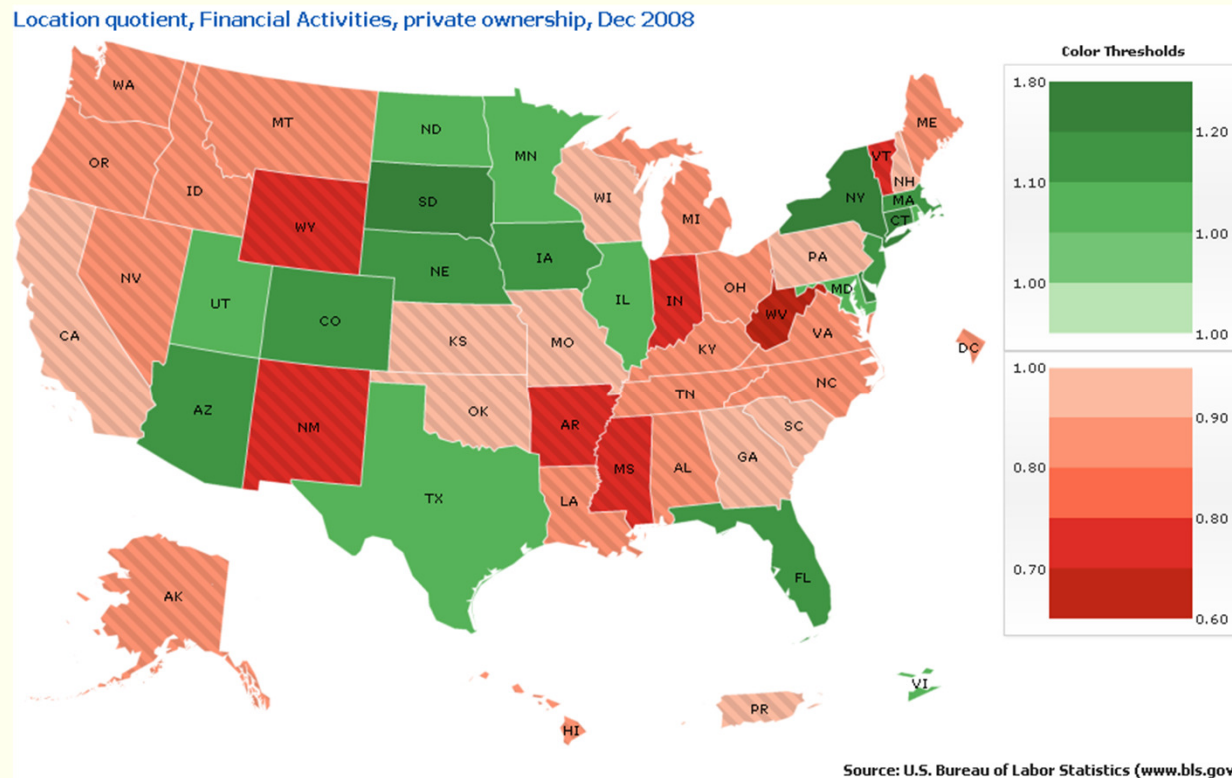 Location quotient, Financial Activities, private ownership, Dec 2008
Color Thresholds
1.80
1.20
1.10
1.00
1.00
1.00
1.00
0.90
0.80
0.80
0.70
0.60
WA
MT
ND
MN
ME
OR
ID
WI
VT
NH
MI
NY
MA
SD
CT
WY
PA
NV
NE
IA
OH
MD
UT
IL
IN
WV
CO
VA
CA
KS
MO
KY
DC
NC
TN
AZ
OK
NM
AR
SC
MS
AL
GA
TX
LA
FL
AK
VI
PR
HI
Source: U.S. Bureau of Labor Statistics (www.bls.gov